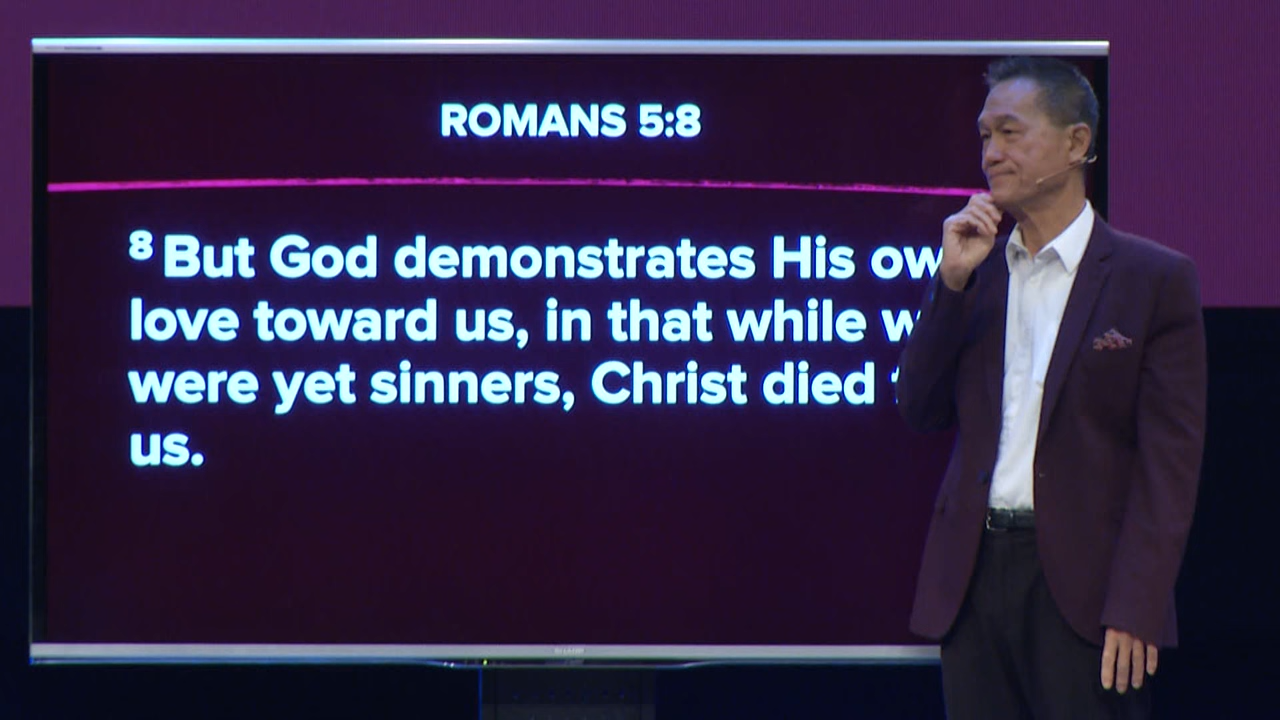 ROMANS 5:8
8 But God demonstrates His
love toward us, in that while
were yet sinners, Christ died
us.
SHARP